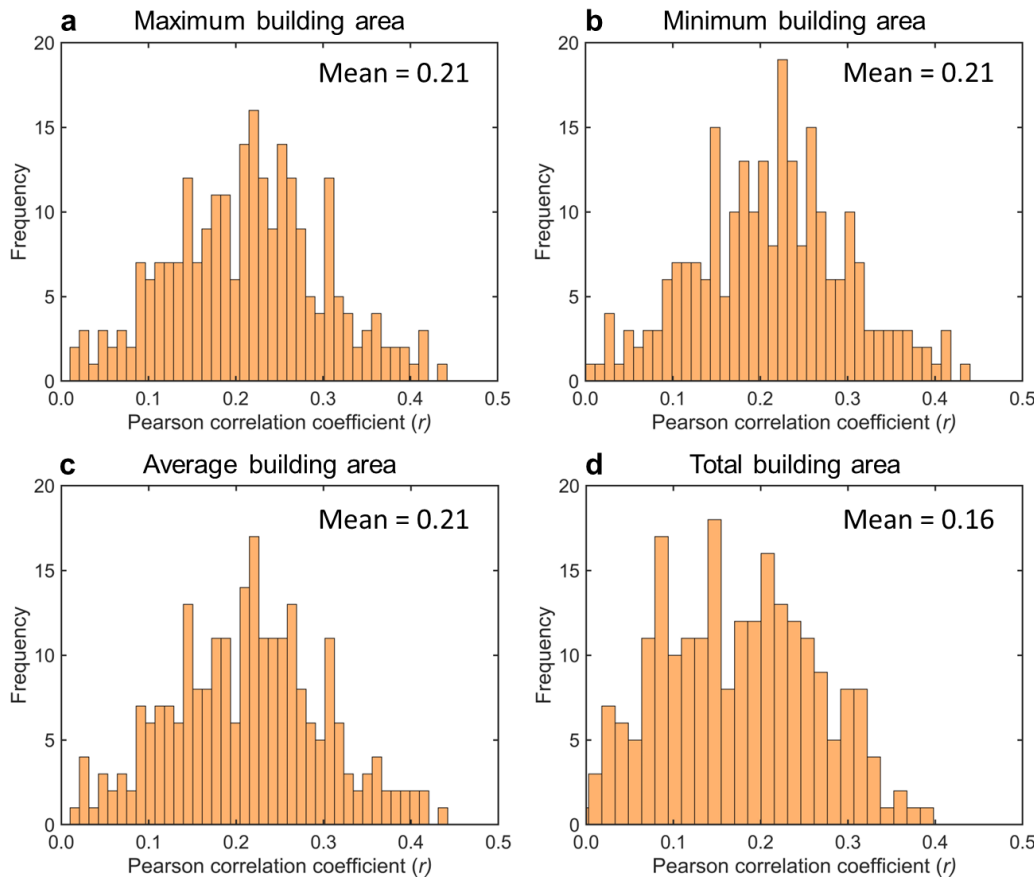 a Maximum building area
Mean = 0.21
Frequency
20
15
10
5
0
0.0 0.1 0.2 0.3 0.4 0.5
Pearson correlation coefficient (r)
b Minimum building area
Mean = 0.21
Frequency
20
15
10
5
0
0.1 0.2 0.3 0.4 0.5
Pearson correlation coefficient (r)
c Average building area
Mean = 0.21
Frequency
20
15
10
5
0
0.0 0.1 0.2 0.3 0.4 0.5
Pearson correlation coefficient (r)
d Total building area
Mean = 0.16
Frequency
20
15
10
5
0
0.1 0.2 0.3 0.4 0.5
Pearson correlation coefficient (r)